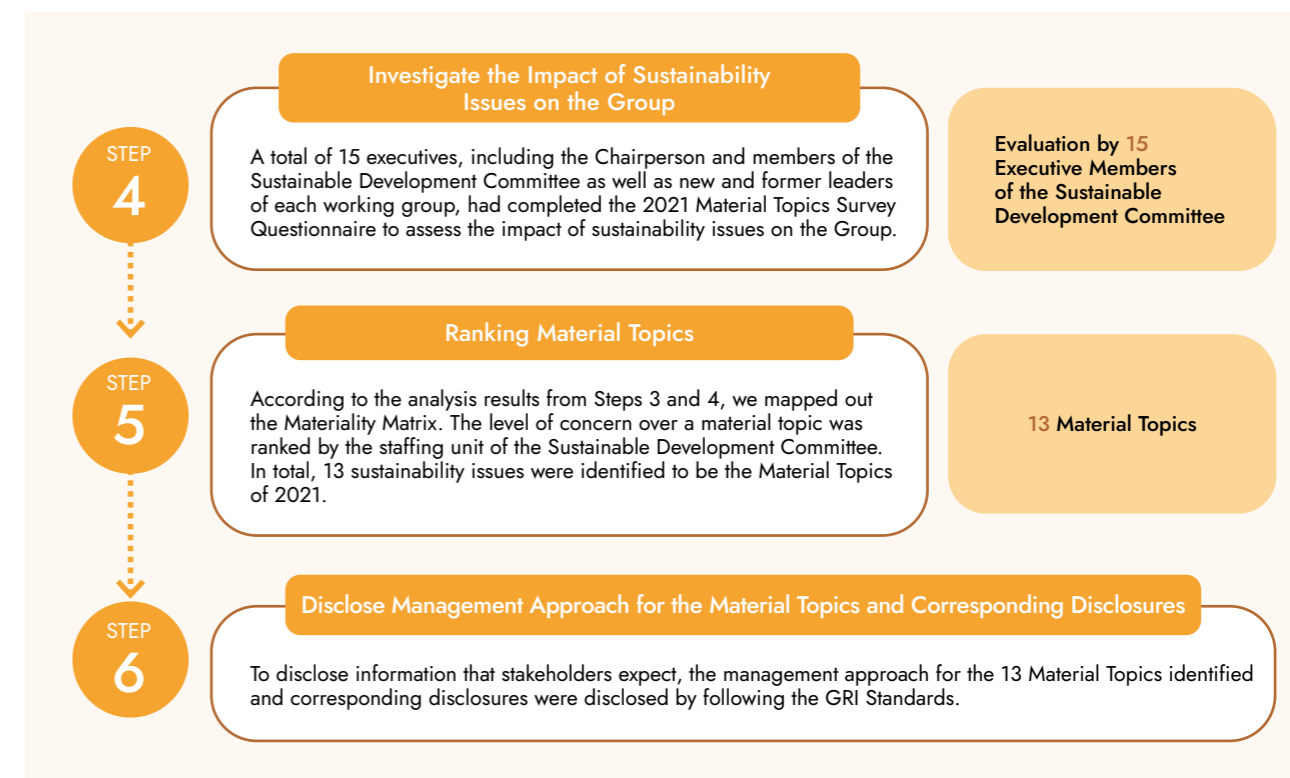 STEP
4
Investigate the Impact of Sustainability
Issues on the Group
A total of 15 executives, including the Chairperson and members of the
Sustainable Development Committee as well as new and former leaders
of each working group, had completed the 2021 Material Topics Survey
Questionnaire to assess the impact of sustainability issues on the Group.
Evaluation by 15
Executive Members
of the Sustainable
Development Committee
STEP
5
Ranking Material Topics
According to the analysis results from Steps 3 and 4, we mapped out
the Materiality Matrix. The level of concern over a material topic was
ranked by the staffing unit of the Sustainable Development Committee.
In total, 13 sustainability issues were identified to be the Material Topics
of 2021.
13 Material Topics
STEP
6
Disclose Management Approach for the Material Topics and Corresponding Disclosures
To disclose information that stakeholders expect, the management approach for the 13 Material Topics identified
and corresponding disclosures were disclosed by following the GRI Standards.